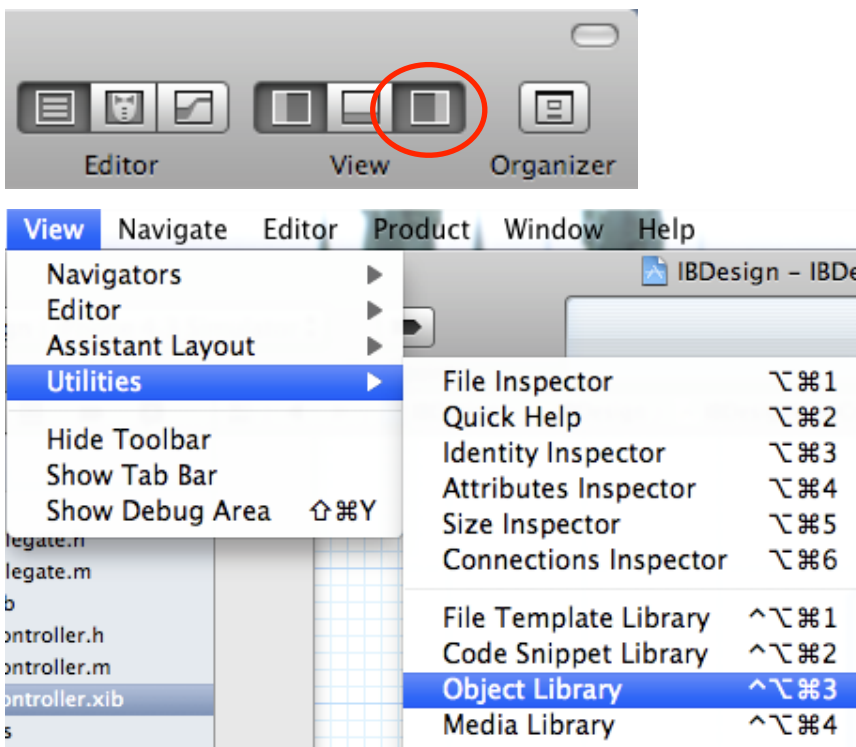 Editor View Organizer
View Navigate Editor Product Window Help
IBDesign – IBDe
Navigators
Editor
Assistant Layout
Utilities
Hide Toolbar
Show Tab Bar
Show Debug Area ⇧⌘Y
File Inspector ⌥⌘1
Quick Help ⌥⌘2
Identity Inspector ⌥⌘3
Attributes Inspector ⌥⌘4
Size Inspector ⌥⌘5
Connections Inspector ⌥⌘6
File Template Library ^⌥⌘1
Code Snippet Library ^⌥⌘2
Object Library ^⌥⌘3
Media Library ^⌥⌘4
legate.h
legate.m
b
ontroller.h
ontroller.m
ontroller.xib
s